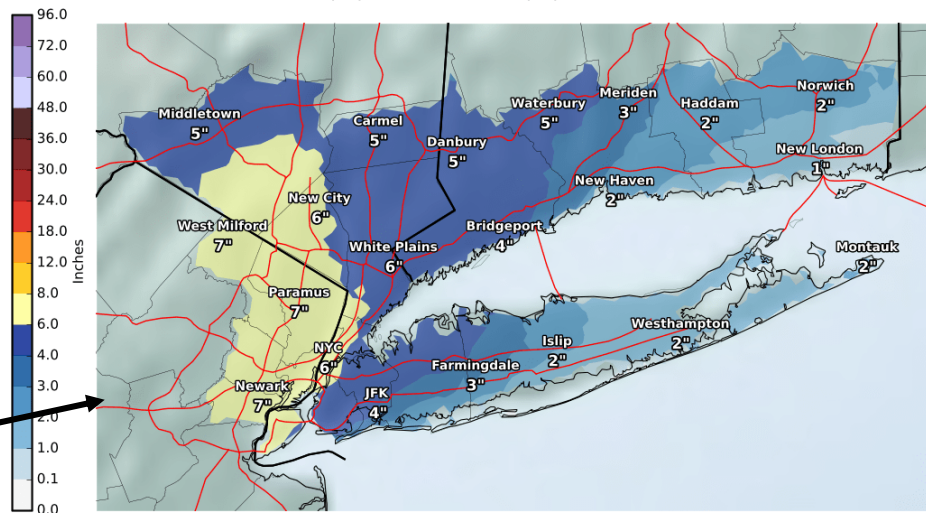 96.0
72.0
60.0
48.0
36.0
30.0
24.0
18.0
12.0
8.0
6.0
4.0
3.0
2.0
1.0
0.1
0.0
Inches
Middletown
5"
Carmel
5"
Danbury
5"
Waterbury
5"
Meriden
3"
Haddam
2"
Norwich
2"
New London
1"
New Haven
2"
New City
6"
West Milford
7"
White Plains
6"
Bridgeport
4"
Montauk
2"
Paramus
7"
NYC
6"
Westhampton
2"
Islip
2"
Farmingdale
3"
Newark
7"
JFK
4"